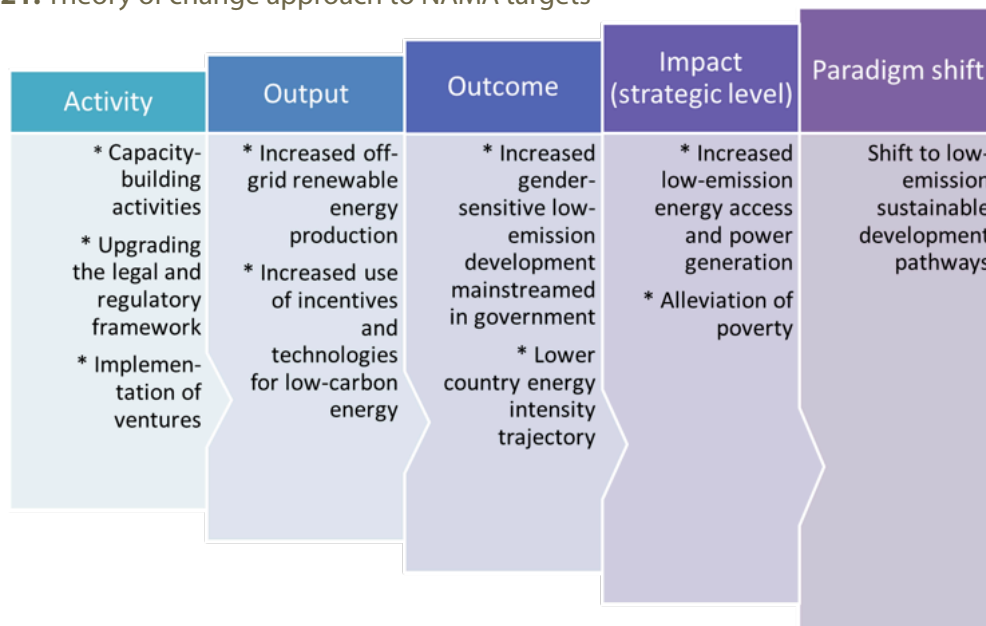 21. Theory of change approach to NAMA targets
Activity
* Capacity-
building
activities
* Upgrading
the legal and
regulatory
framework
* Implemen-
tation of
ventures
Output
* Increased off-
grid renewable
energy
production
* Increased use
of incentives
and
technologies
for low-carbon
energy
Outcome
* Increased
gender-
sensitive low-
emission
development
mainstreamed
in government
* Lower
country energy
intensity
trajectory
Impact
(strategic level)
* Increased
low-emission
energy access
and power
generation
* Alleviation of
poverty
Paradigm shift
Shift to low-
emission
sustainable
development
pathways